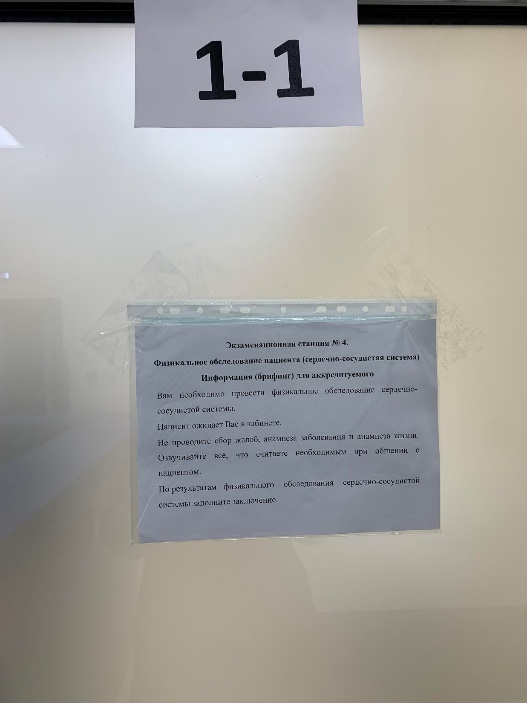 1-1
Экзаменационная станция № 4.
Физикальное обследование пациента (сердечно-сосудистая система)
Информация (брифинг) для аккредитуемого
Вам необходимо провести физикальное обследование сердечно-
сосудистой системы.
Пациент ожидает Вас в кабинете.
Не проводите сбор жалоб, анамнеза заболевания и анамнеза жизни.
Озвучивайте всё, что считаете необходимым при общении с
пациентом.
По результатам физикального обследования сердечно-сосудистой
системы заполните заключение.